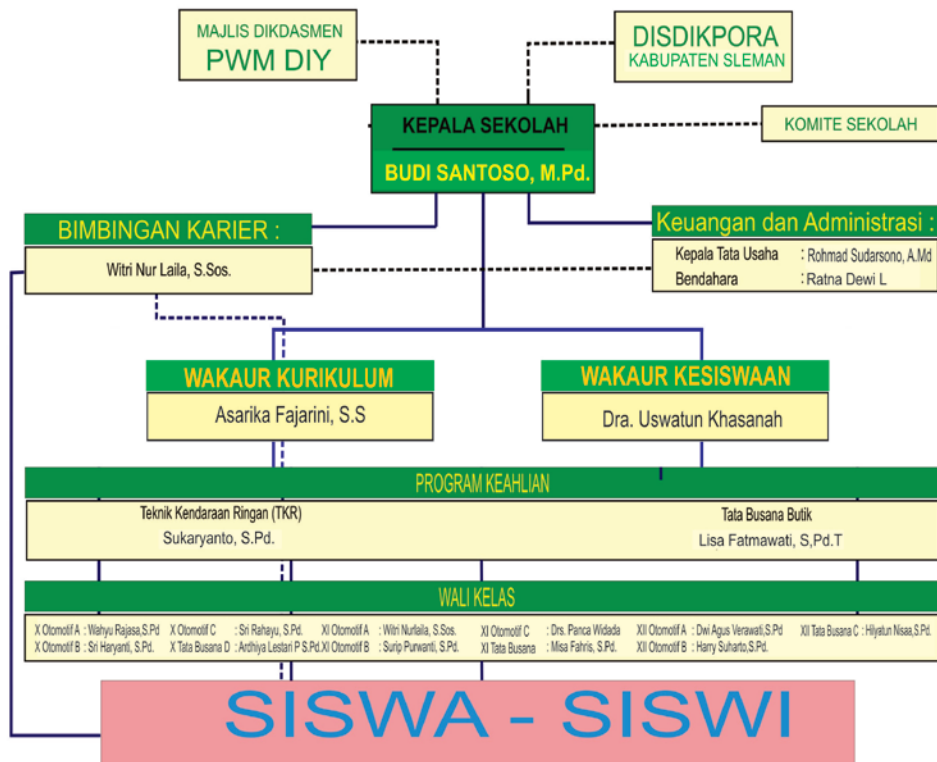 MAJLIS DIKDASMEN
PWM DIY
DISDIKPORA
KABUPATEN SLEMAN
KEPALA SEKOLAH
BUDI SANTOSO, M.Pd.
KOMITE SEKOLAH
BIMBINGAN KARIER :
Witri Nur Laila, S.Sos.
Keuangan dan Administrasi :
Kepala Tata Usaha : Rohmad Sudarsono, A.Md
Bendahara : Ratna Dewi L
WAKAUR KURIKULUM
Asarika Fajarini, S.S
WAKAUR KESISWAAN
Dra. Uswatun Khasanah
PROGRAM KEAHLIAN
Teknik Kendaraan Ringan (TKR)
Sukaryanto, S.Pd.
Tata Busana Butik
Lisa Fatmawati, S,Pd.T
WALI KELAS
X Otomotif A : Wahyu Rajasa,S.Pd
X Otomotif B : Sri Haryanti, S.Pd.
X Otomotif C : Sri Rahayu, S.Pd.
X Tata Busana D : Ardhiya Lestari P S.Pd.
XI Otomotif A : Witri Nurlaila, S.Sos.
XI Otomotif B : Surip Purwanti, S.Pd.
XI Otomotif C : Drs. Panca Widada
XI Tata Busana : Misa Fahris, S.Pd.
XII Otomotif A : Dwi Agus Verawati,S.Pd
XII Otomotif B : Harry Suharto,S.Pd.
XII Tata Busana C : Hilyatun Nisaa,S.Pd.
SISWA - SISWI